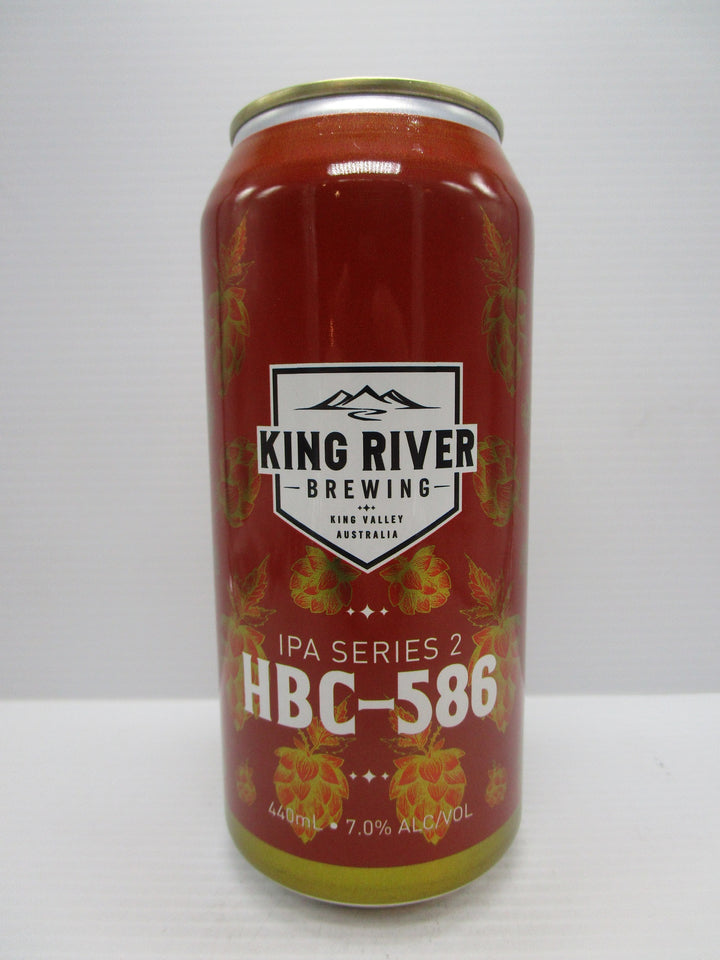 KING RIVER
BREWING
KING VALLEY
AUSTRALIA
IPA SERIES 2
HBC-586
440mL • 7.0% ALC/VOL